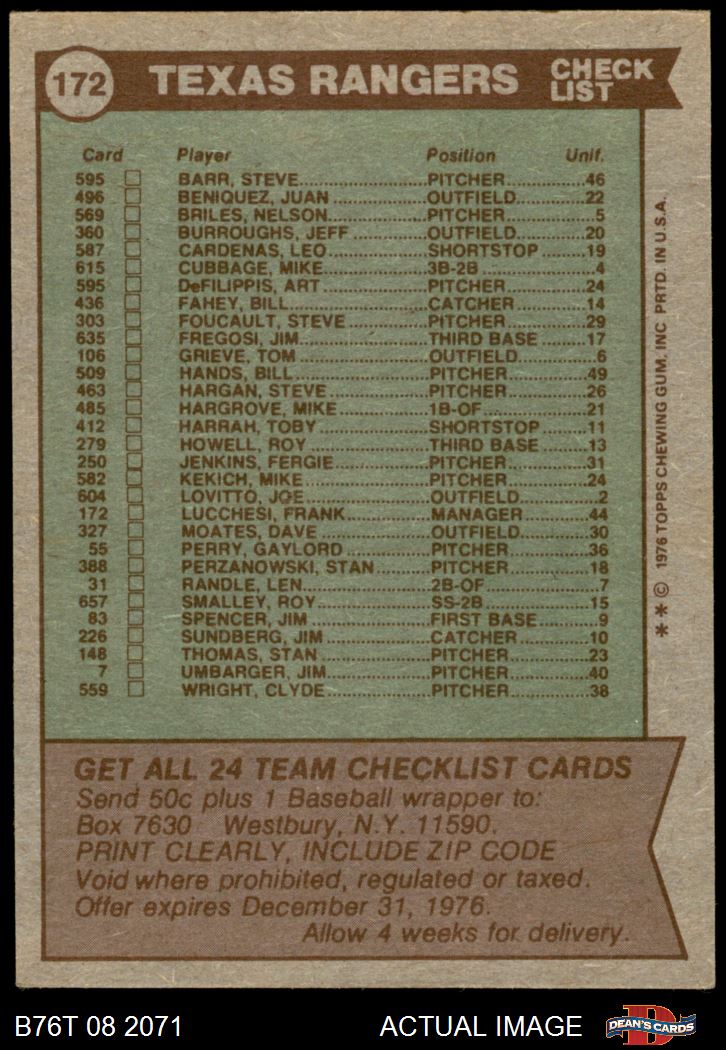 172 TEXAS RANGERS CHECK LIST
Card Player Position Unif.
595 BARR, STEVE PITCHER 46
496 BENIQUEZ, JUAN OUTFIELD 22
569 BRILES, NELSON PITCHER 5
360 BURROUGHS, JEFF OUTFIELD 20
587 CARDENAS, LEO SHORTSTOP 19
615 CUBBAGE, MIKE 3B-2B 4
595 DeFILIPPIS, ART PITCHER 24
436 FAHEY, BILL CATCHER 14
303 FOUCAULT, STEVE PITCHER 29
635 FREGOSI, JIM THIRD BASE 17
106 GRIEVE, TOM OUTFIELD 6
509 HANDS, BILL PITCHER 49
463 HARGAN, STEVE PITCHER 26
485 HARGROVE, MIKE 1B-OF 21
412 HARRAH, TOBY SHORTSTOP 11
279 HOWELL, ROY THIRD BASE 13
250 JENKINS, FERGIE PITCHER 31
582 KEKICH, MIKE PITCHER 24
604 LOVITTO, JOE OUTFIELD 2
172 LUCCHESI, FRANK MANAGER 44
327 MOATES, DAVE OUTFIELD 30
55 PERRY, GAYLORD PITCHER 36
388 PERZANOWSKI, STAN PITCHER 18
31 RANDLE, LEN 2B-OF 7
657 SMALLEY, ROY SS-2B 15
83 SPENCER, JIM FIRST BASE 9
226 SUNDBERG, JIM CATCHER 10
148 THOMAS, STAN PITCHER 23
7 UMBARGER, JIM PITCHER 40
559 WRIGHT, CLYDE PITCHER 38
** © 1976 TOPPS CHEWING GUM, INC PRTD. IN U.S.A.
GET ALL 24 TEAM CHECKLIST CARDS
Send 50c plus 1 Baseball wrapper to:
Box 7630 Westbury, N.Y. 11590.
PRINT CLEARLY, INCLUDE ZIP CODE
Void where prohibited, regulated or taxed.
Offer expires December 31, 1976.
Allow 4 weeks for delivery.
B76T 08 2071 ACTUAL IMAGE D DEAN'S CARDS